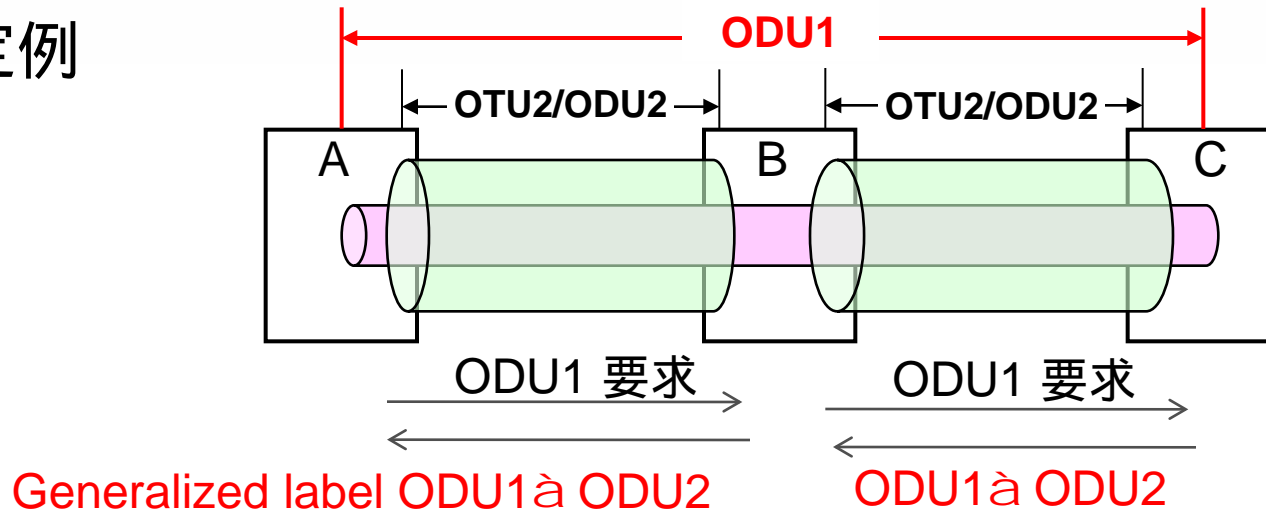 定例
ODU1
OTU2/ODU2
OTU2/ODU2
A
B
C
ODU1 要求
ODU1 要求
Generalized label ODU1à ODU2
ODU1à ODU2